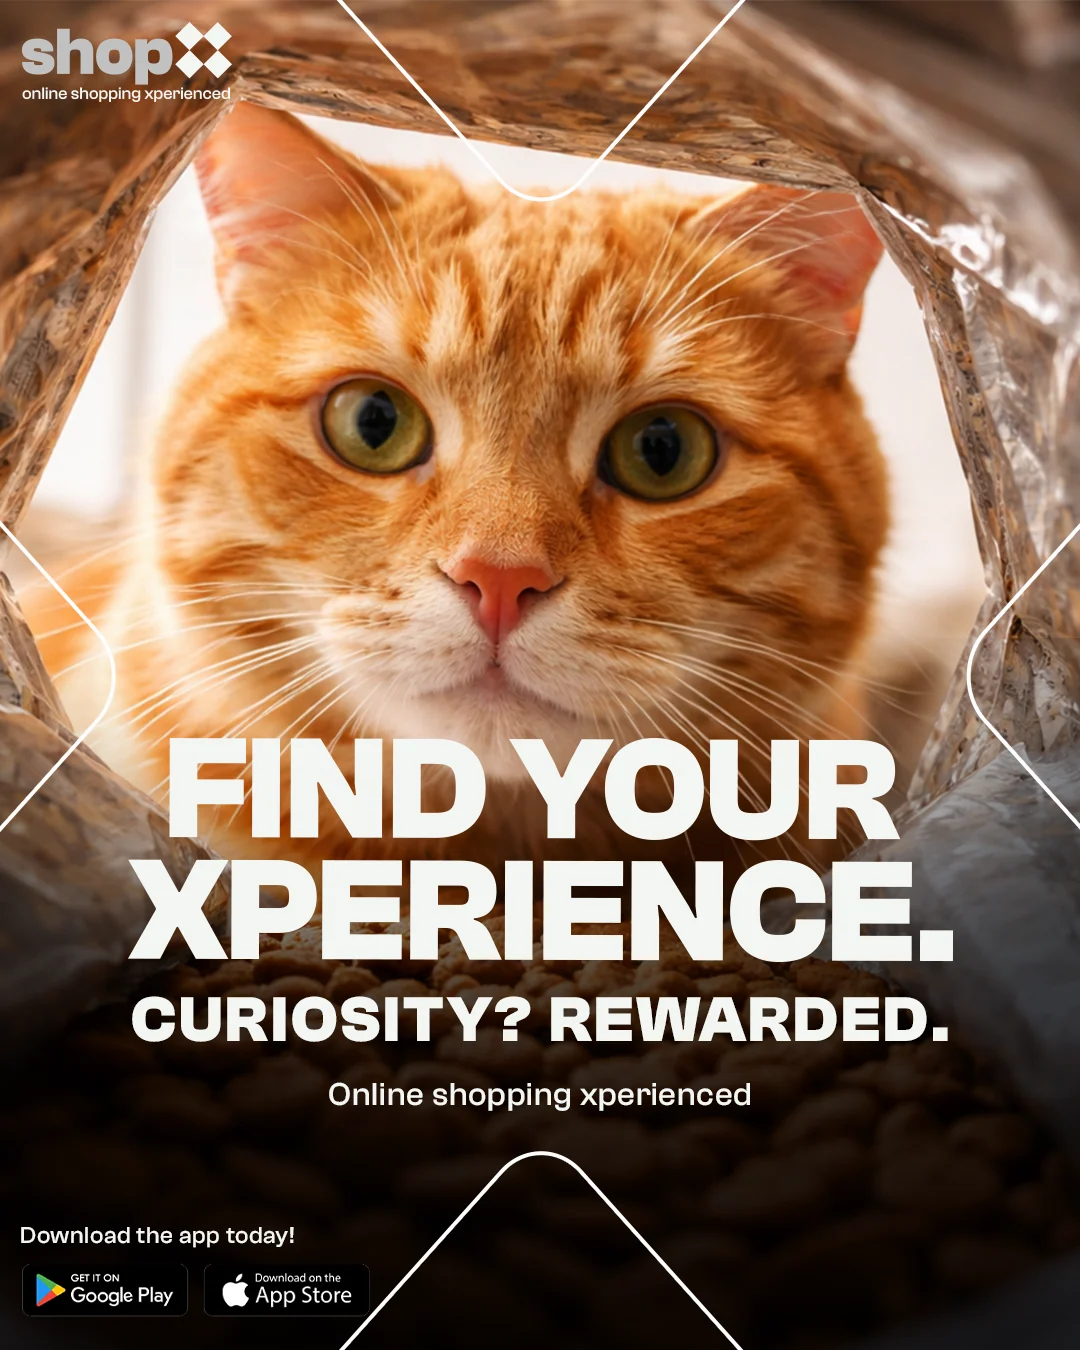 shop
online shopping xperienced
FIND YOUR
XPERIENCE.
CURIOSITY? REWARDED.
Online shopping xperienced
Download the app today!
GET IT ON
Google Play
Download on the
App Store